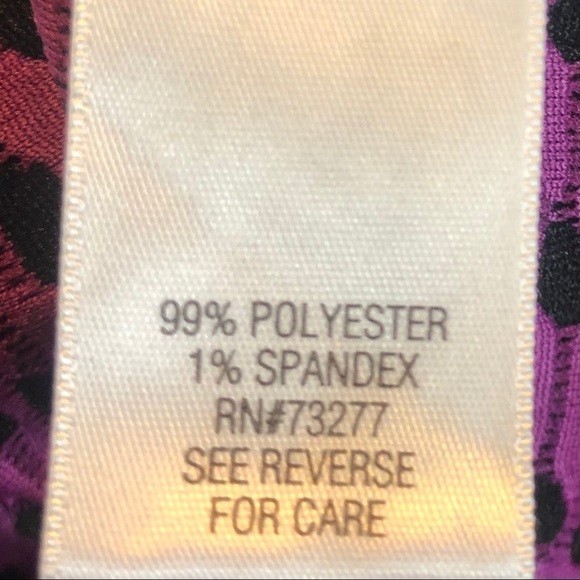 99% POLYESTER
1% SPANDEX
RN#73277
SEE REVERSE
FOR CARE